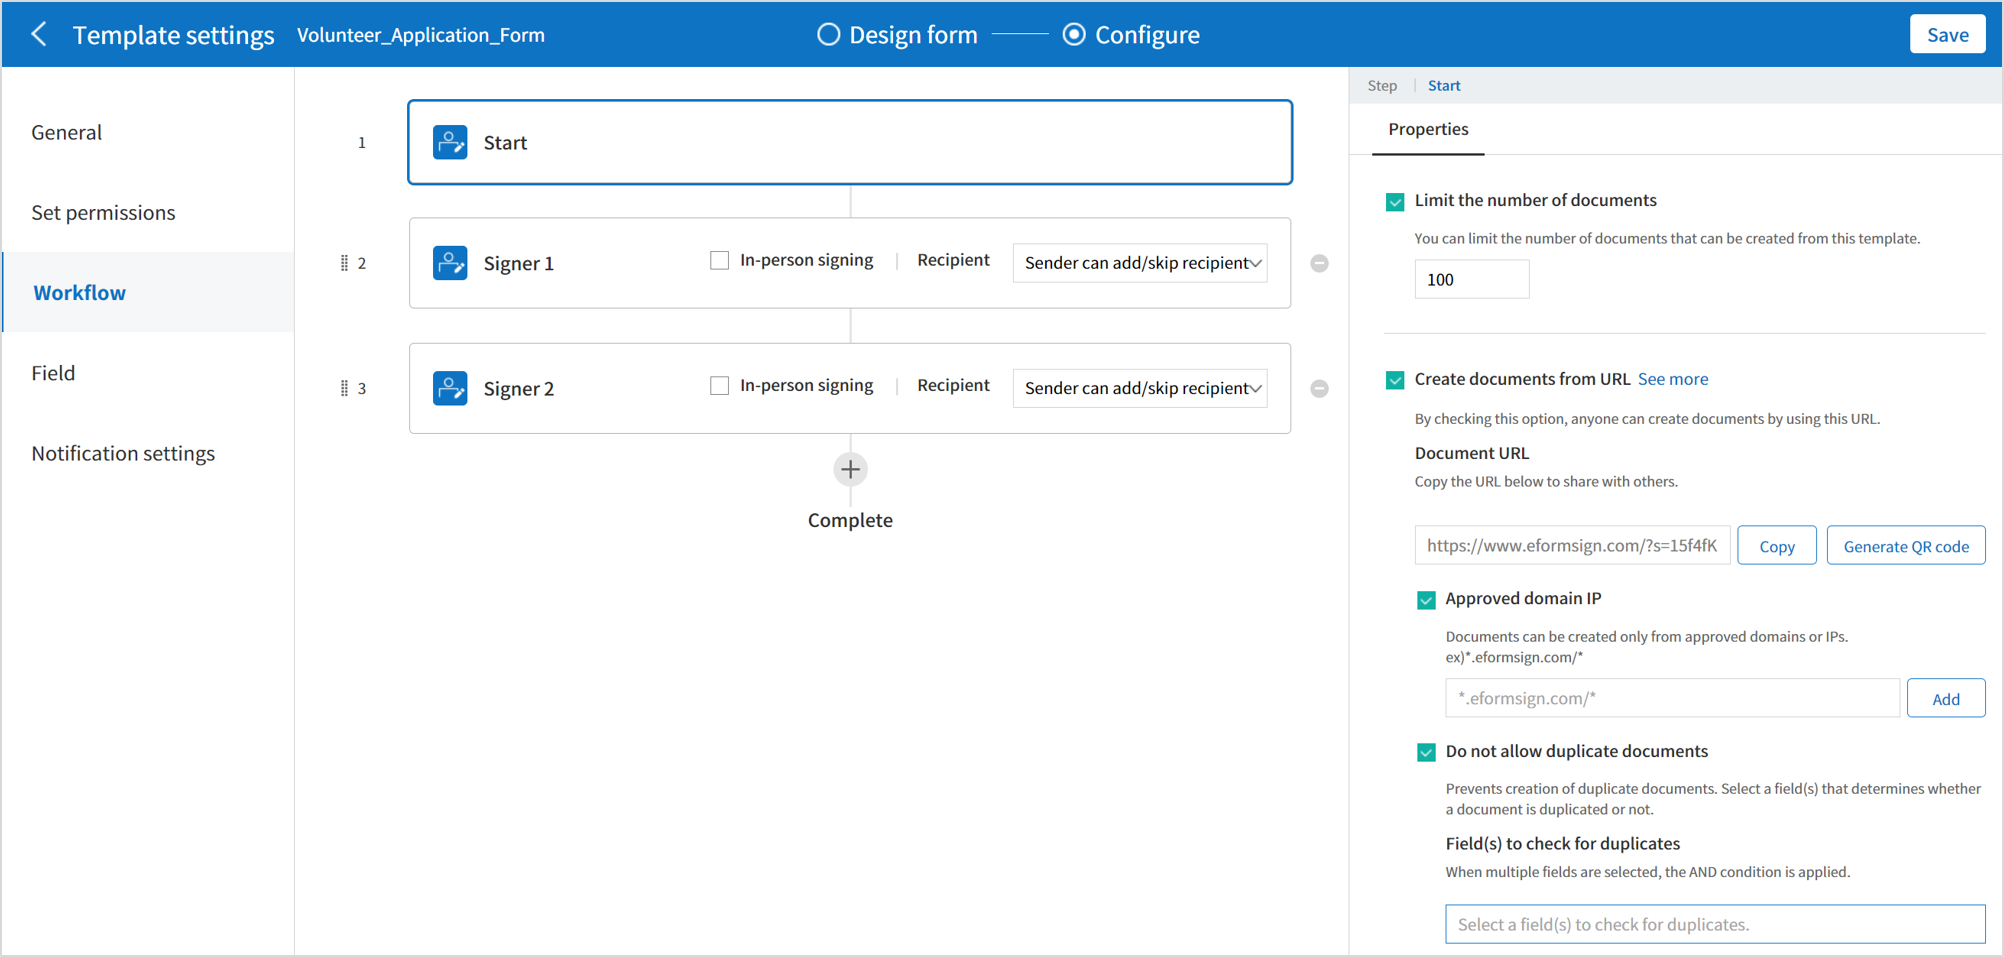 Template settings Volunteer_Application_Form Design form Configure Save
General
Set permissions
Workflow
Field
Notification settings
1 Start
2 Signer 1 In-person signing | Recipient Sender can add/skip recipient
3 Signer 2 In-person signing | Recipient Sender can add/skip recipient
+
Complete
Step | Start
Properties
Limit the number of documents
You can limit the number of documents that can be created from this template.
100
Create documents from URL See more
By checking this option, anyone can create documents by using this URL.
Document URL
Copy the URL below to share with others.
https://www.eformsign.com/?s=15f4fK Copy Generate QR code
Approved domain IP
Documents can be created only from approved domains or IPs.
ex)*.eformsign.com/*
*.eformsign.com/* Add
Do not allow duplicate documents
Prevents creation of duplicate documents. Select a field(s) that determines whether
a document is duplicated or not.
Field(s) to check for duplicates
When multiple fields are selected, the AND condition is applied.
Select a field(s) to check for duplicates.